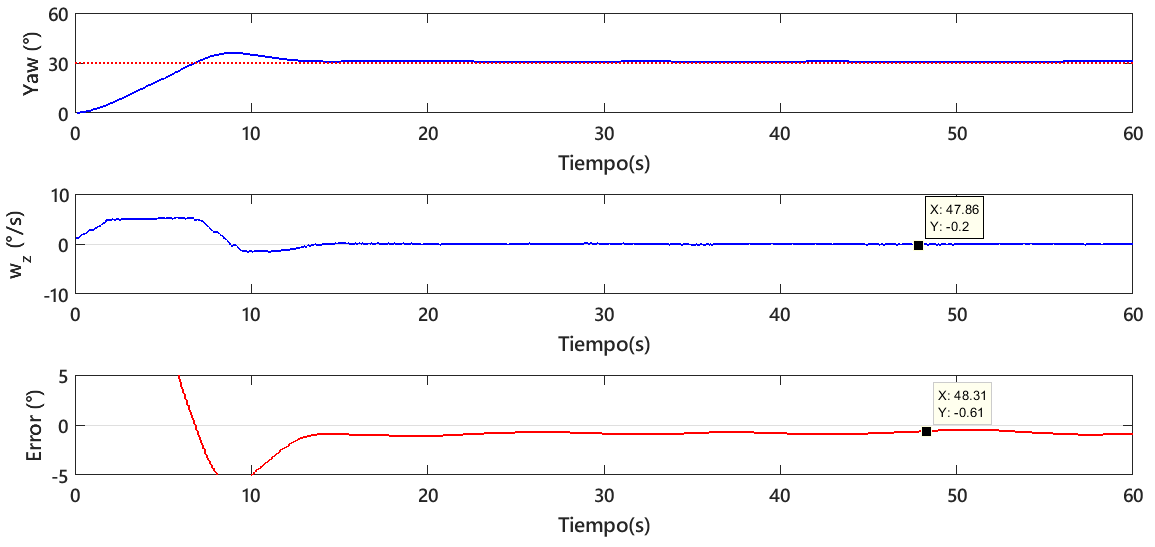 60
30
0
Yaw (°)
0 10 20 30 40 50 60
Tiempo(s)
10
0
-10
w_z (°/s)
X: 47.86
Y: -0.2
0 10 20 30 40 50 60
Tiempo(s)
5
0
-5
Error (°)
X: 48.31
Y: -0.61
0 10 20 30 40 50 60
Tiempo(s)